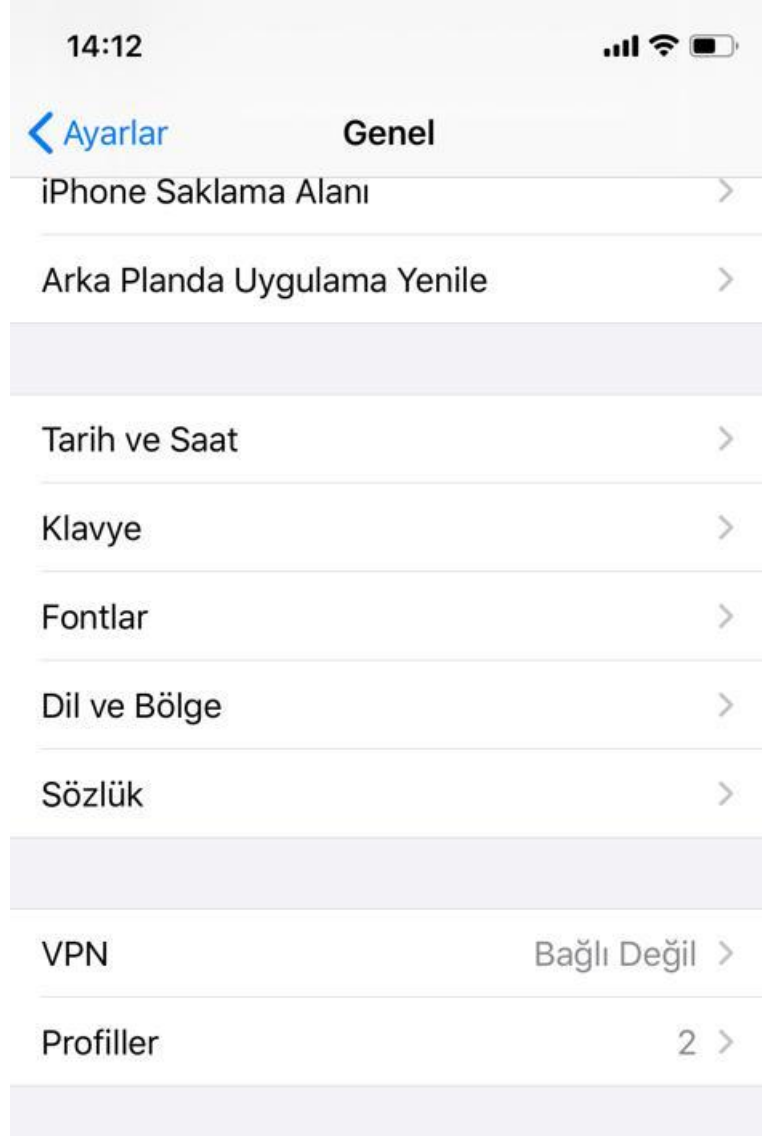 14:12
Ayarlar Genel
iPhone Saklama Alanı
Arka Planda Uygulama Yenile
Tarih ve Saat
Klavye
Fontlar
Dil ve Bölge
Sözlük
VPN Bağlı Değil
Profiller 2